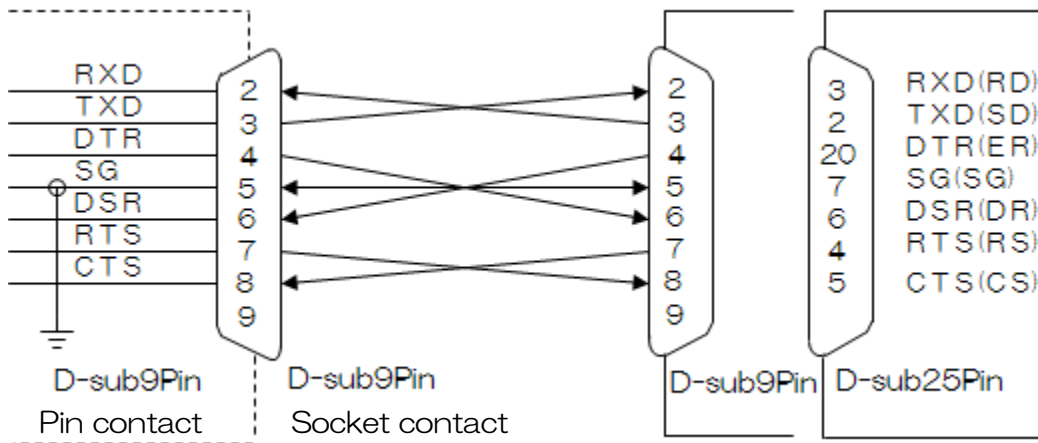 RXD
TXD
DTR
SG
DSR
RTS
CTS
2
3
4
5
6
7
8
9
2
3
4
5
6
7
8
9
3
2
20
7
6
4
5
RXD(RD)
TXD(SD)
DTR(ER)
SG(SG)
DSR(DR)
RTS(RS)
CTS(CS)
D-sub9Pin
Pin contact
D-sub9Pin
Socket contact
D-sub9Pin
D-sub25Pin